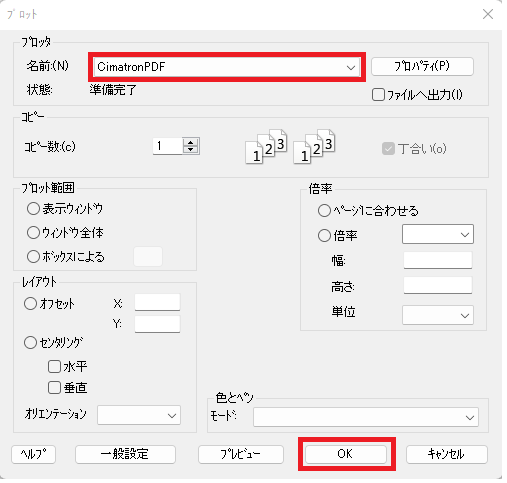 プロット
プロッタ
名前:(N) CimatronPDF プロパティ(P)
状態: 準備完了
ファイルへ出力(I)
コピー
コピー数:(c) 1 1 2 3 1 2 3 丁合い(o)
プロット範囲
表示ウィンドウ
ウィンドウ全体
ボックスによる
倍率
ページに合わせる
倍率
幅:
高さ:
単位
レイアウト
オフセット X:
Y:
センタリング
水平
垂直
オリエンテーション
色とペン
モード:
ヘルプ 一般設定 プレビュー OK キャンセル